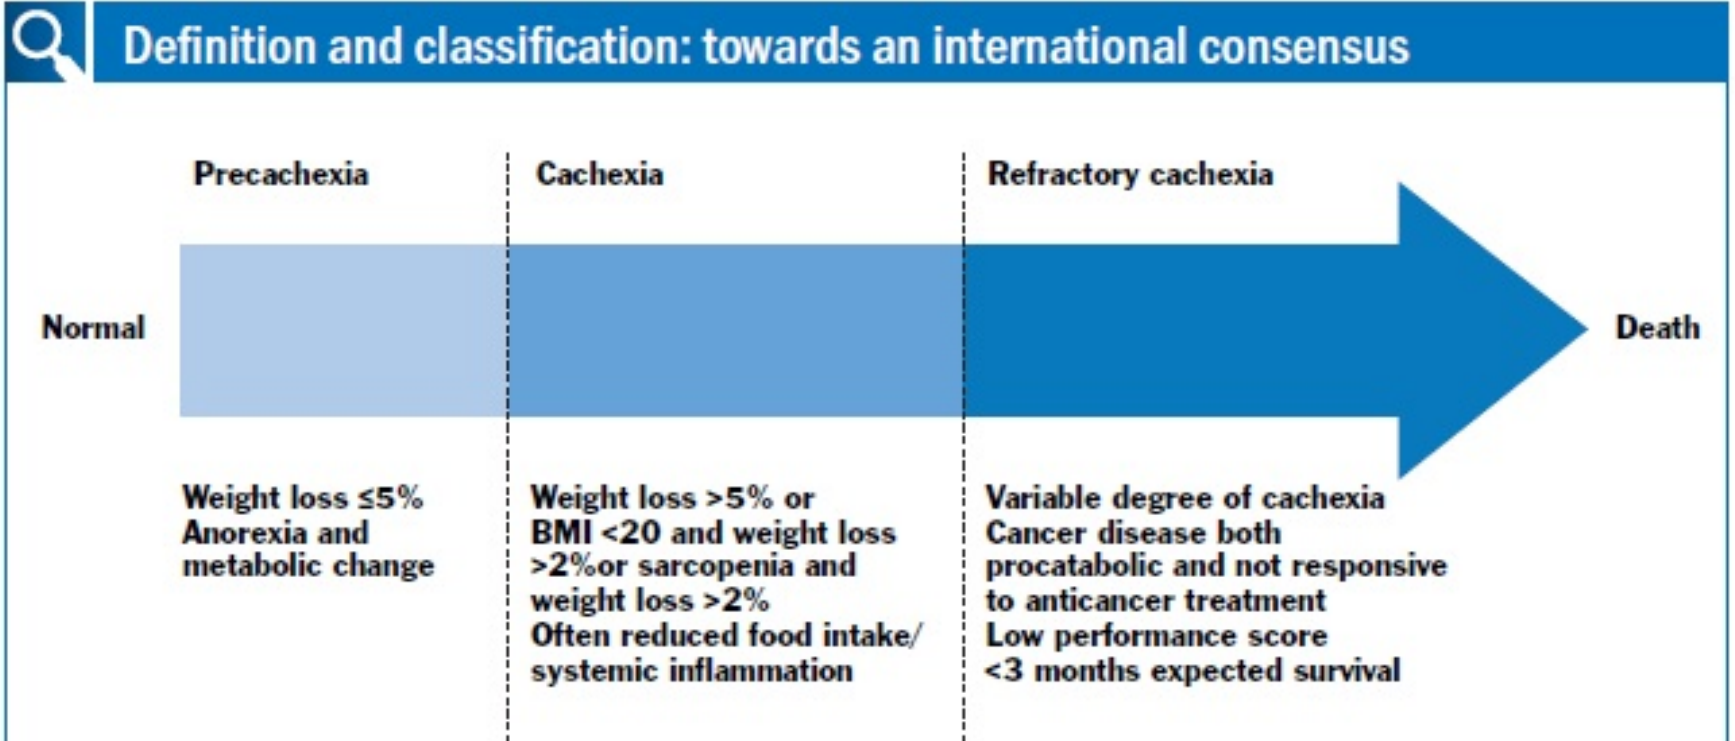 Definition and classification: towards an international consensus
Precachexia
Cachexia
Refractory cachexia
Normal
Death
Weight loss ≤5%
Anorexia and
metabolic change
Weight loss >5% or
BMI <20 and weight loss
>2%or sarcopenia and
weight loss >2%
Often reduced food intake/
systemic inflammation
Variable degree of cachexia
Cancer disease both
procatabolic and not responsive
to anticancer treatment
Low performance score
<3 months expected survival